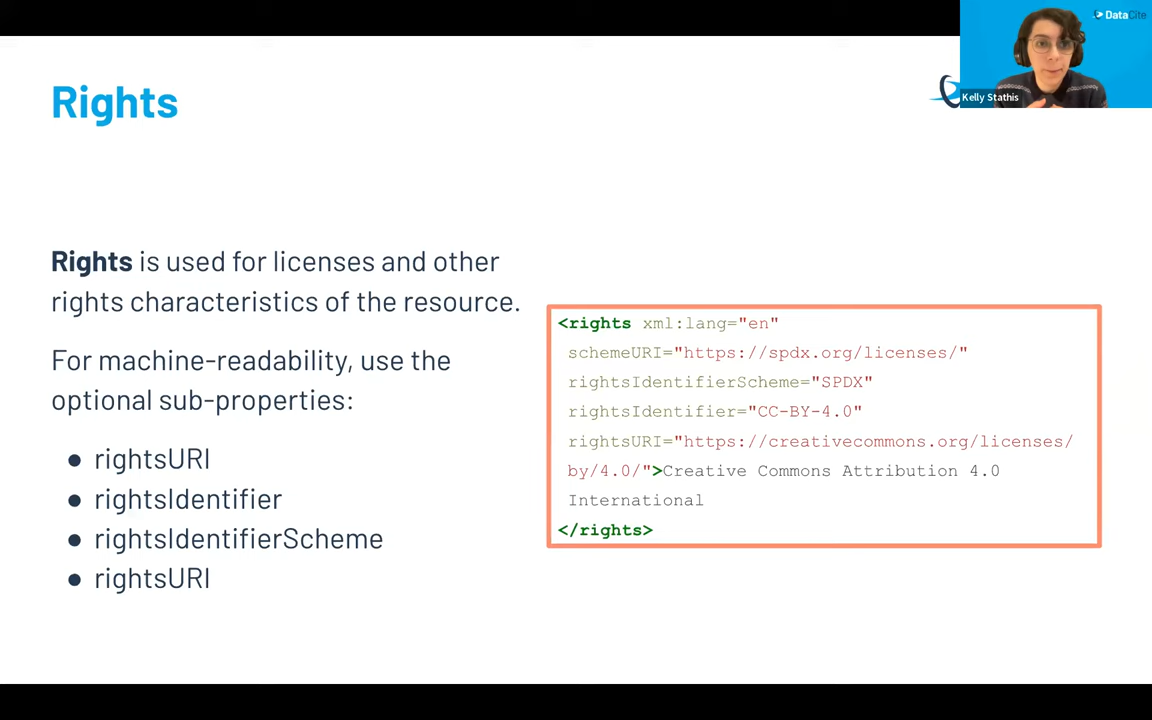 DataCite
Kelly Stathis
Rights
Rights is used for licenses and other
rights characteristics of the resource.
For machine-readability, use the
optional sub-properties:
● rightsURI
● rightsIdentifier
● rightsIdentifierScheme
● rightsURI
<rights xml:lang="en"
schemeURI="https://spdx.org/licenses/"
rightsIdentifierScheme="SPDX"
rightsIdentifier="CC-BY-4.0"
rightsURI="https://creativecommons.org/licenses/
by/4.0/">Creative Commons Attribution 4.0
International
</rights>